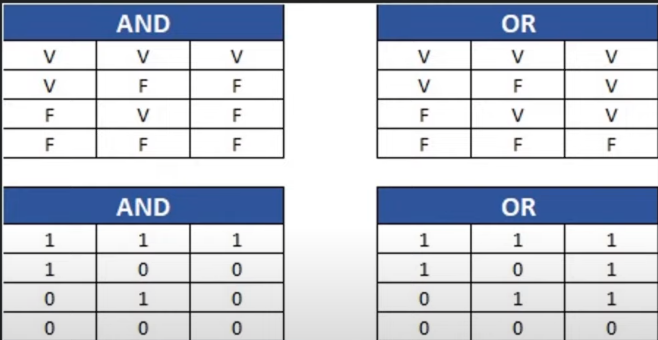 AND
V V V
V F F
F V F
F F F
OR
V V V
V F V
F V V
F F F
AND
1 1 1
1 0 0
0 1 0
0 0 0
OR
1 1 1
1 0 1
0 1 1
0 0 0